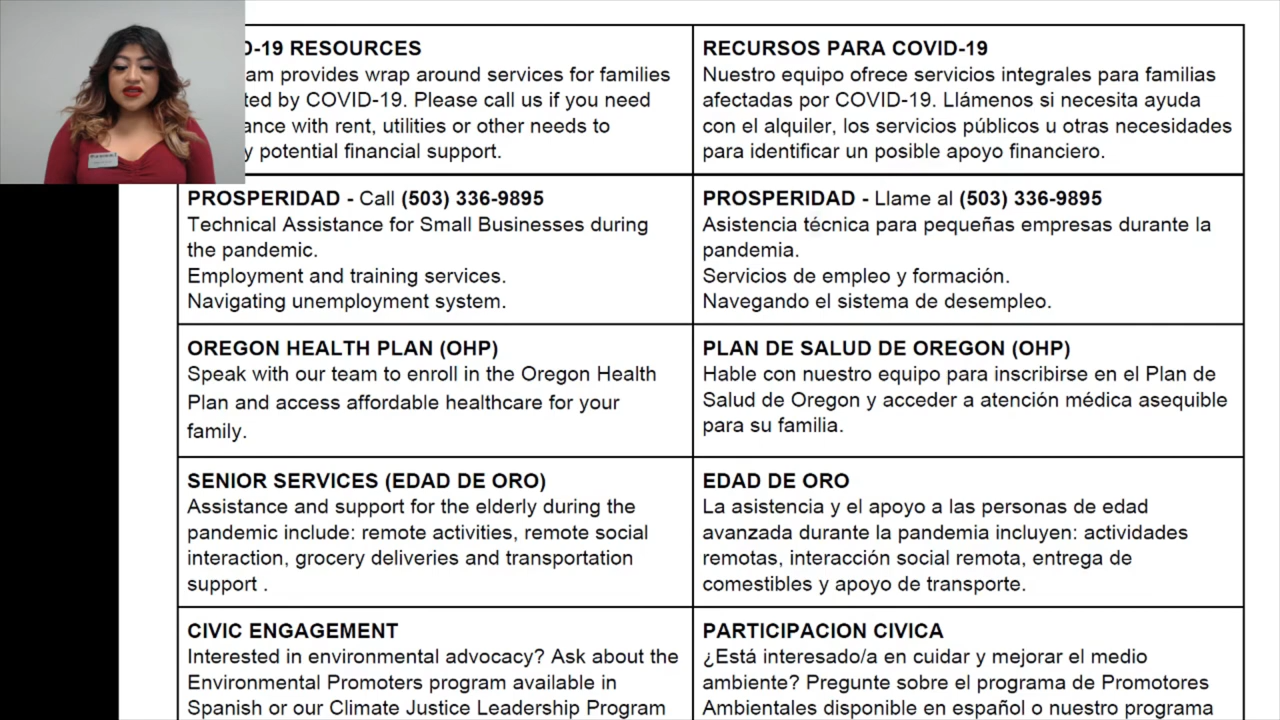 D-19 RESOURCES
am provides wrap around services for families
ted by COVID-19. Please call us if you need
ance with rent, utilities or other needs to
y potential financial support.
RECURSOS PARA COVID-19
Nuestro equipo ofrece servicios integrales para familias
afectadas por COVID-19. Llámenos si necesita ayuda
con el alquiler, los servicios públicos u otras necesidades
para identificar un posible apoyo financiero.
PROSPERIDAD - Call (503) 336-9895
Technical Assistance for Small Businesses during
the pandemic.
Employment and training services.
Navigating unemployment system.
PROSPERIDAD - Llame al (503) 336-9895
Asistencia técnica para pequeñas empresas durante la
pandemia.
Servicios de empleo y formación.
Navegando el sistema de desempleo.
OREGON HEALTH PLAN (OHP)
Speak with our team to enroll in the Oregon Health
Plan and access affordable healthcare for your
family.
PLAN DE SALUD DE OREGON (OHP)
Hable con nuestro equipo para inscribirse en el Plan de
Salud de Oregon y acceder a atención médica asequible
para su familia.
SENIOR SERVICES (EDAD DE ORO)
Assistance and support for the elderly during the
pandemic include: remote activities, remote social
interaction, grocery deliveries and transportation
support .
EDAD DE ORO
La asistencia y el apoyo a las personas de edad
avanzada durante la pandemia incluyen: actividades
remotas, interacción social remota, entrega de
comestibles y apoyo de transporte.
CIVIC ENGAGEMENT
Interested in environmental advocacy? Ask about the
Environmental Promoters program available in
Spanish or our Climate Justice Leadership Program
PARTICIPACION CIVICA
¿Está interesado/a en cuidar y mejorar el medio
ambiente? Pregunte sobre el programa de Promotores
Ambientales disponible en español o nuestro programa